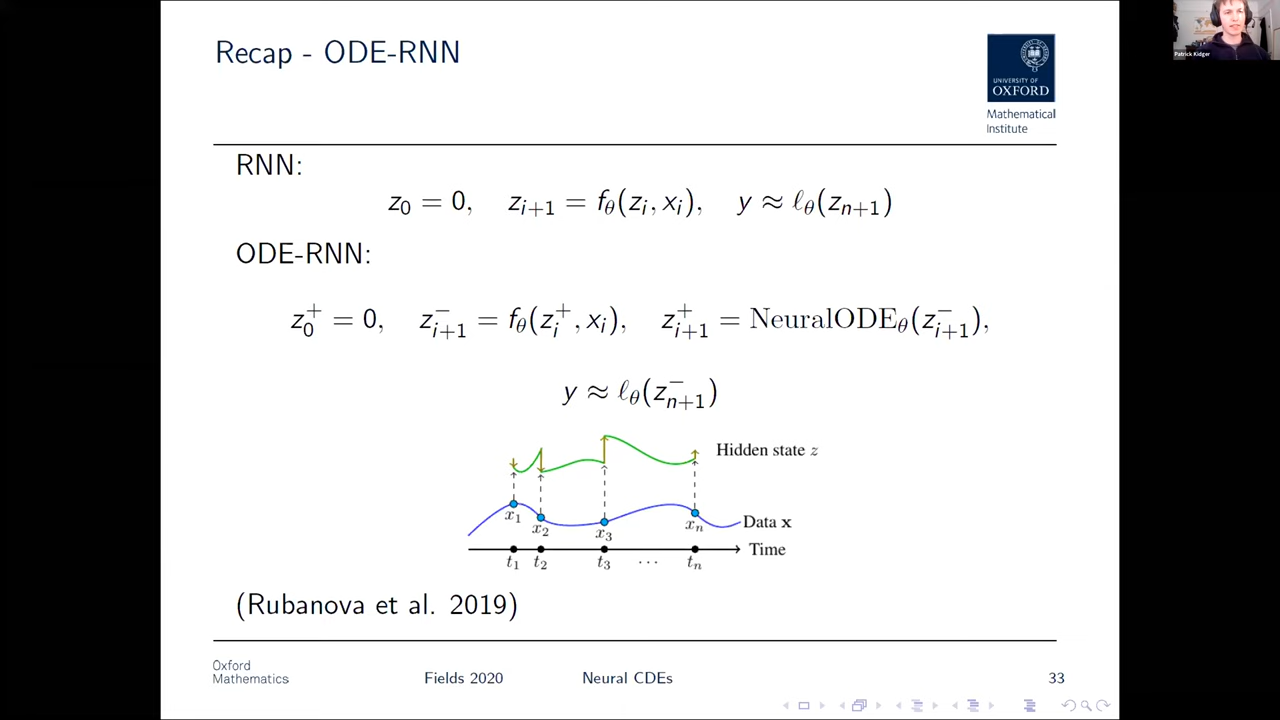 Patrick Kidger
Recap - ODE-RNN
UNIVERSITY OF
OXFORD
Mathematical
Institute
RNN:
z₀ = 0, zᵢ₊₁ = f_θ(zᵢ, xᵢ), y ≈ ℓ_θ(zₙ₊₁)
ODE-RNN:
z₀⁺ = 0, zᵢ₊₁⁻ = f_θ(zᵢ⁺, xᵢ), zᵢ₊₁⁺ = NeuralODE_θ(zᵢ₊₁⁻),
y ≈ ℓ_θ(zₙ₊₁⁻)
Hidden state z
x₁ x₂ x₃ xₙ
Data x
Time
t₁ t₂ t₃ ··· tₙ
(Rubanova et al. 2019)
Oxford
Mathematics
Fields 2020 Neural CDEs 33